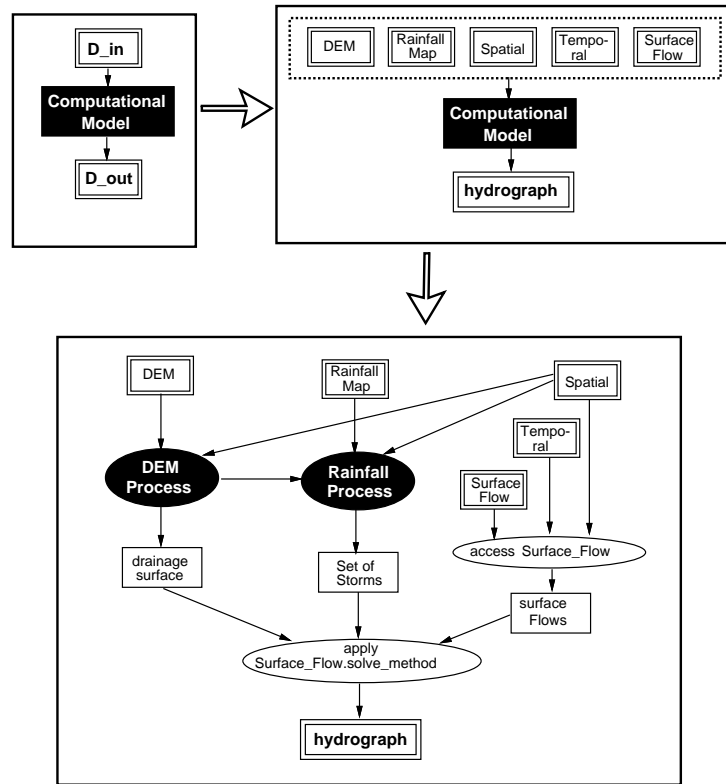 D_in
Computational
Model
D_out
DEM
Rainfall
Map
Spatial
Tempo-
ral
Surface
Flow
Computational
Model
hydrograph
DEM
Rainfall
Map
Spatial
Tempo-
ral
Surface
Flow
DEM
Process
Rainfall
Process
access Surface_Flow
drainage
surface
Set of
Storms
surface
Flows
apply
Surface_Flow.solve_method
hydrograph